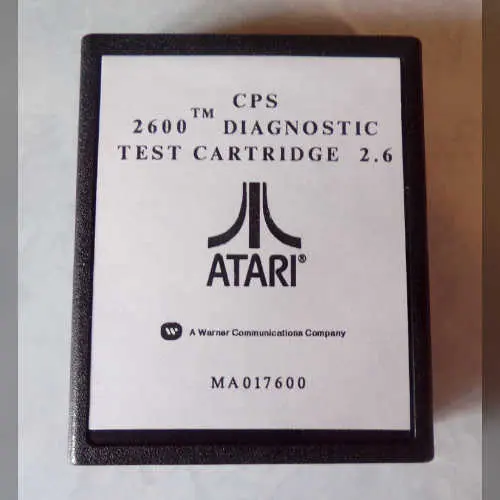 CPS
2600™ DIAGNOSTIC
TEST CARTRIDGE 2.6
ATARI®
W A Warner Communications Company
MA017600